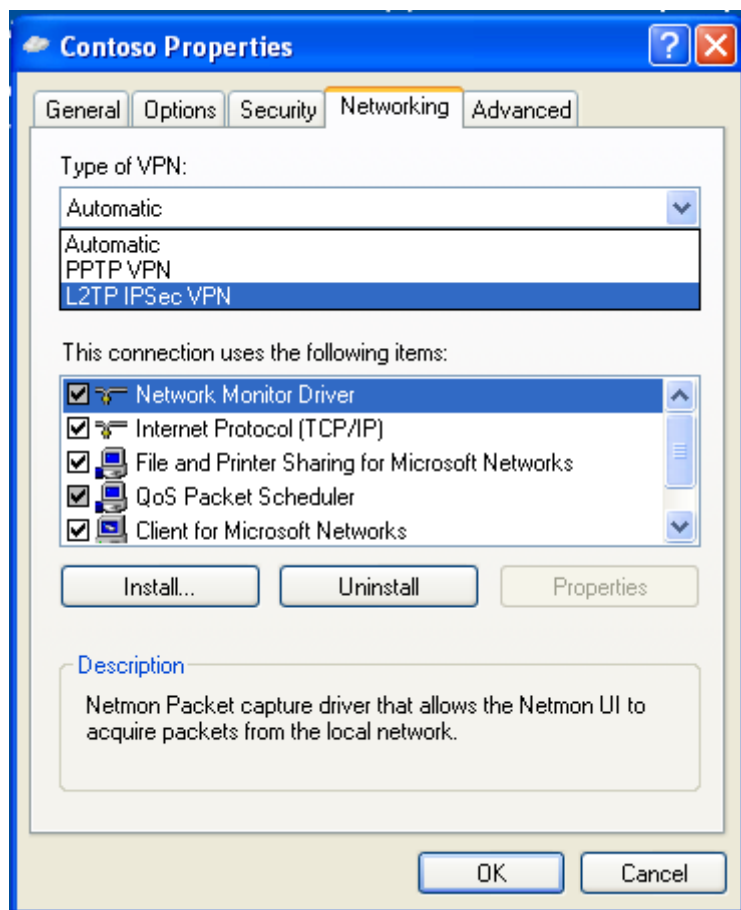 Contoso Properties
General Options Security Networking Advanced
Type of VPN:
Automatic
Automatic
PPTP VPN
L2TP IPSec VPN
This connection uses the following items:
Network Monitor Driver
Internet Protocol (TCP/IP)
File and Printer Sharing for Microsoft Networks
QoS Packet Scheduler
Client for Microsoft Networks
Install... Uninstall Properties
Description
Netmon Packet capture driver that allows the Netmon UI to
acquire packets from the local network.
OK Cancel